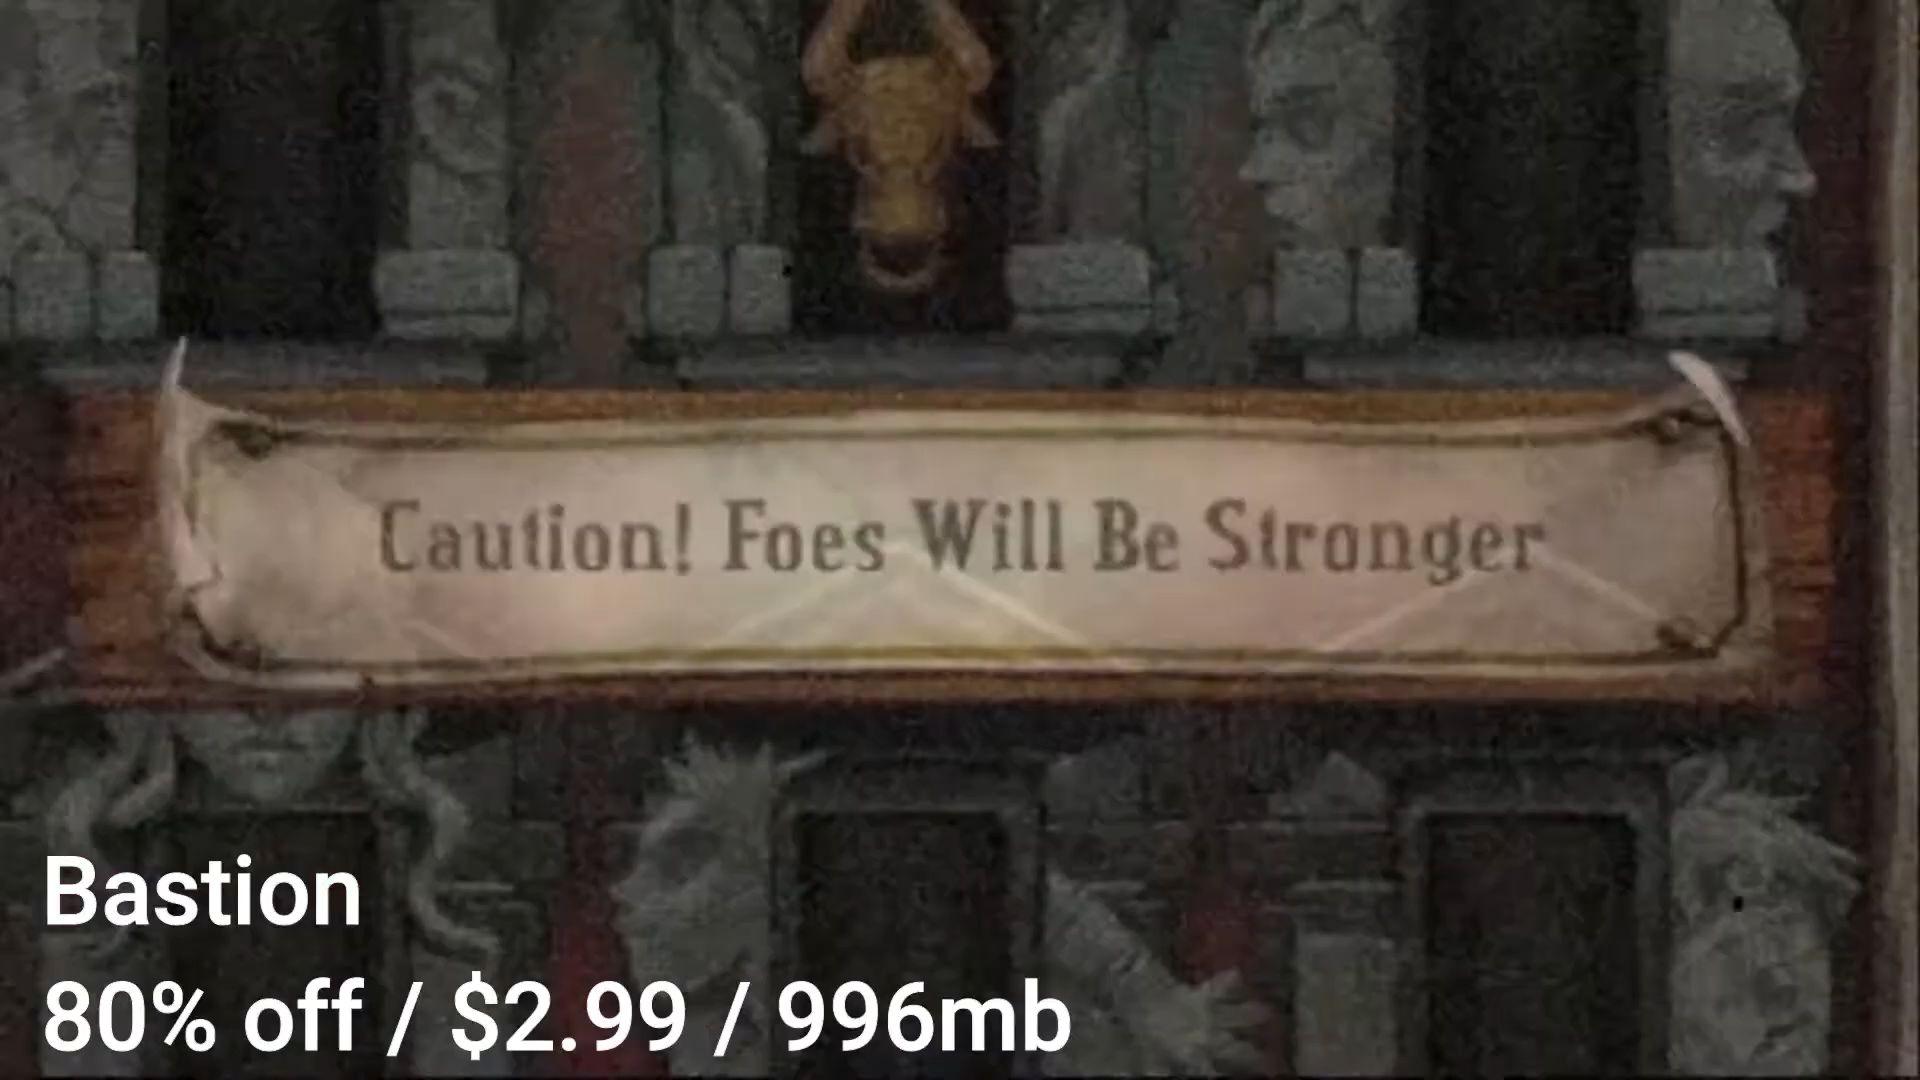 Caution! Foes Will Be Stronger
Bastion
80% off / $2.99 / 996mb